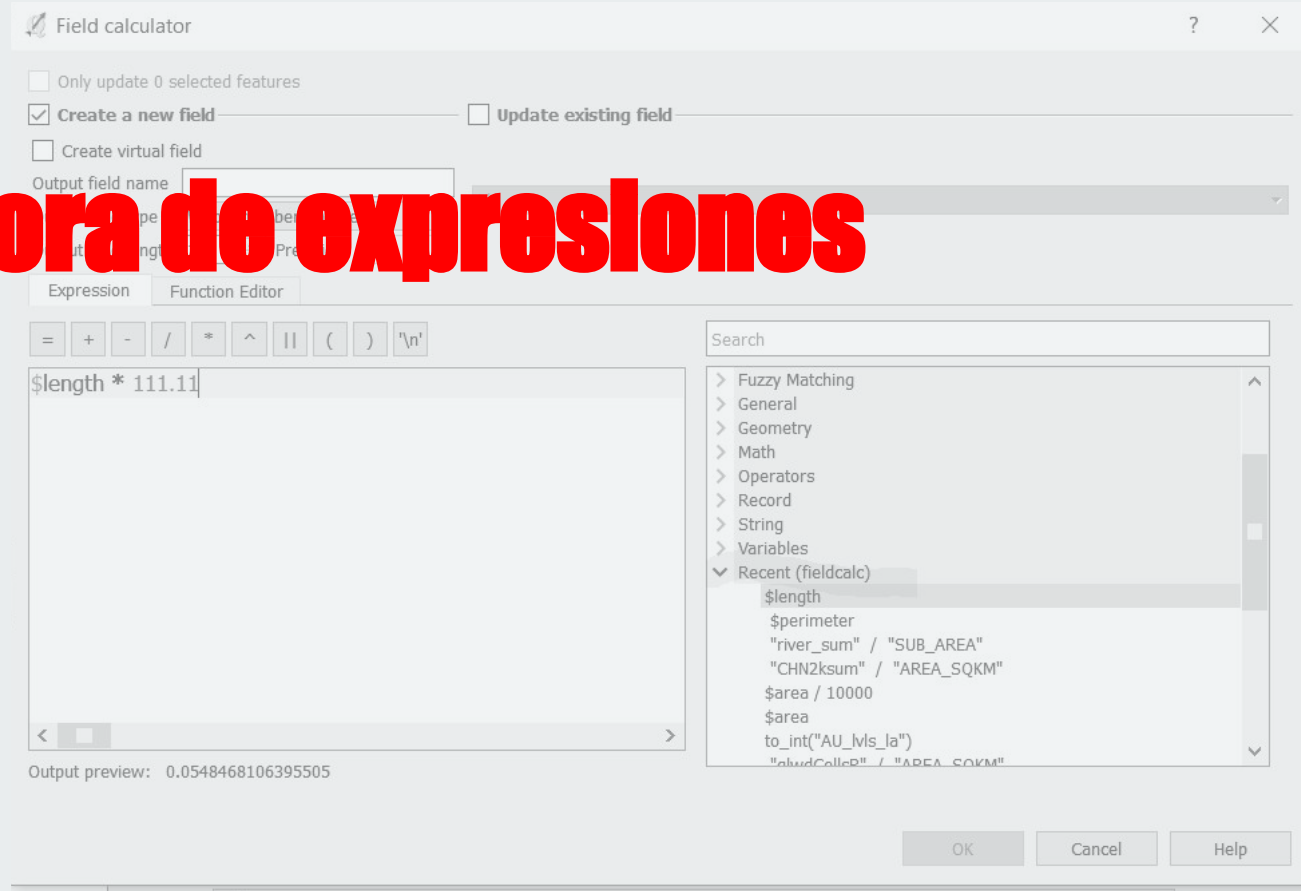 Field calculator
?
Only update 0 selected features
Create a new field
Update existing field
Create virtual field
Output field name
ora de expresiones
Expression
Function Editor
= + - / * ^ || ( ) '\n'
Search
$length * 111.11
Fuzzy Matching
General
Geometry
Math
Operators
Record
String
Variables
Recent (fieldcalc)
$length
$perimeter
"river_sum" / "SUB_AREA"
"CHN2ksum" / "AREA_SQKM"
$area / 10000
$area
to_int("AU_lvls_la")
Output preview: 0.0548468106395505
OK
Cancel
Help